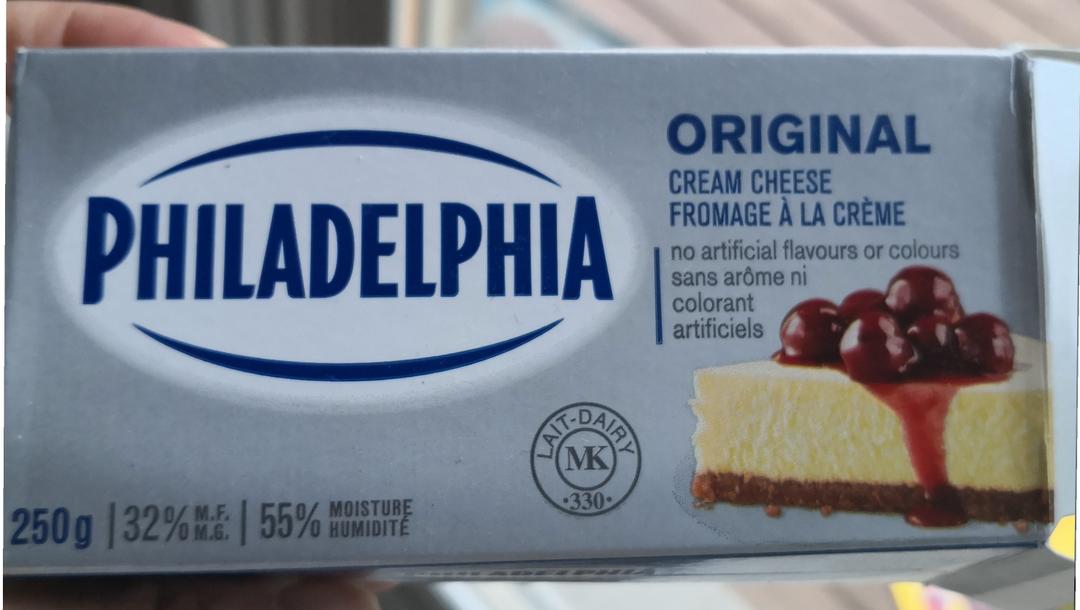 PHILADELPHIA
ORIGINAL
CREAM CHEESE
FROMAGE À LA CRÈME
no artificial flavours or colours
sans arôme ni
colorant
artificiels
LAIT-DAIRY
MK
•330•
250g | 32% M.F. M.G. | 55% MOISTURE HUMIDITÉ
PHILADELPHIA